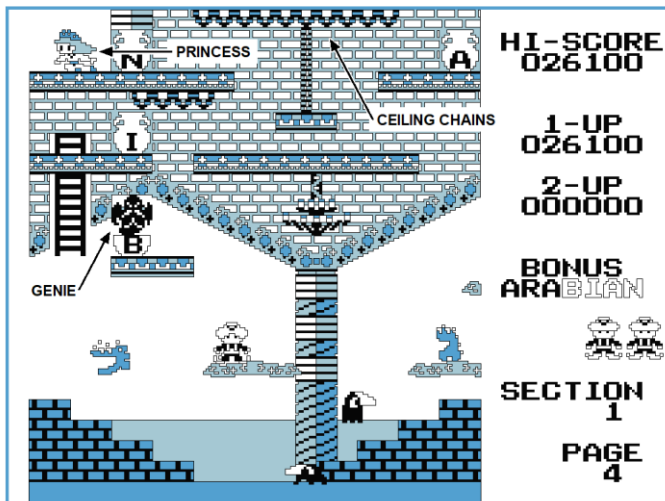 PRINCESS
N
A
CEILING CHAINS
I
B
GENIE
HI-SCORE
026100
1-UP
026100
2-UP
000000
BONUS
ARABIAN
SECTION
1
PAGE
4